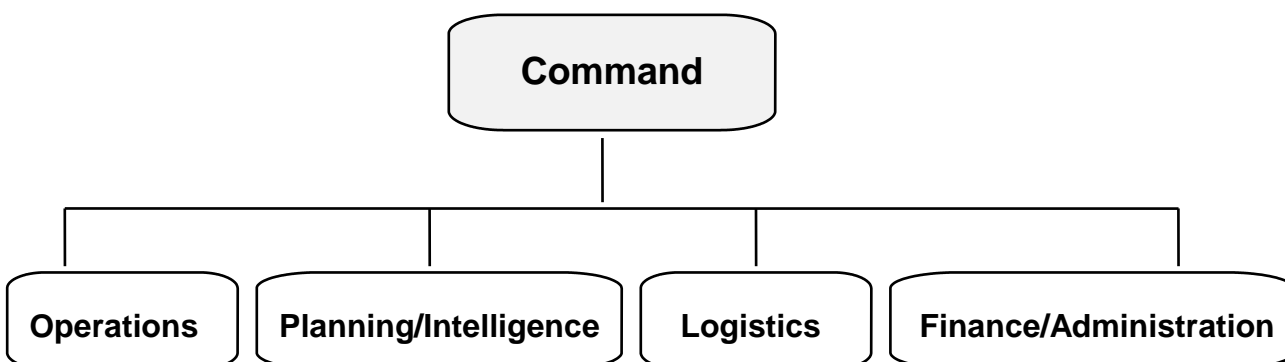 Command
Operations
Planning/Intelligence
Logistics
Finance/Administration